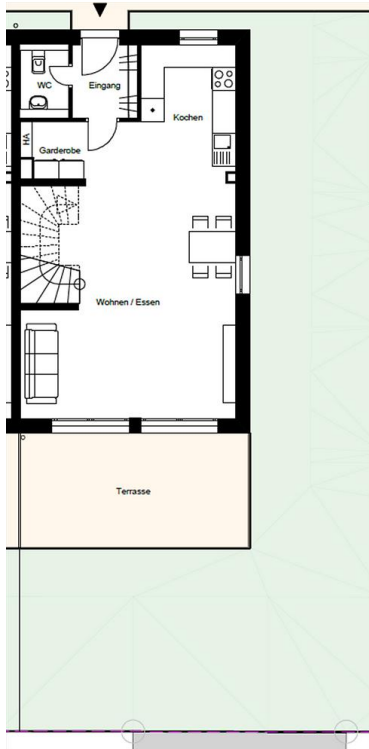 WC
Eingang
Kochen
HA
Garderobe
Wohnen / Essen
Terrasse